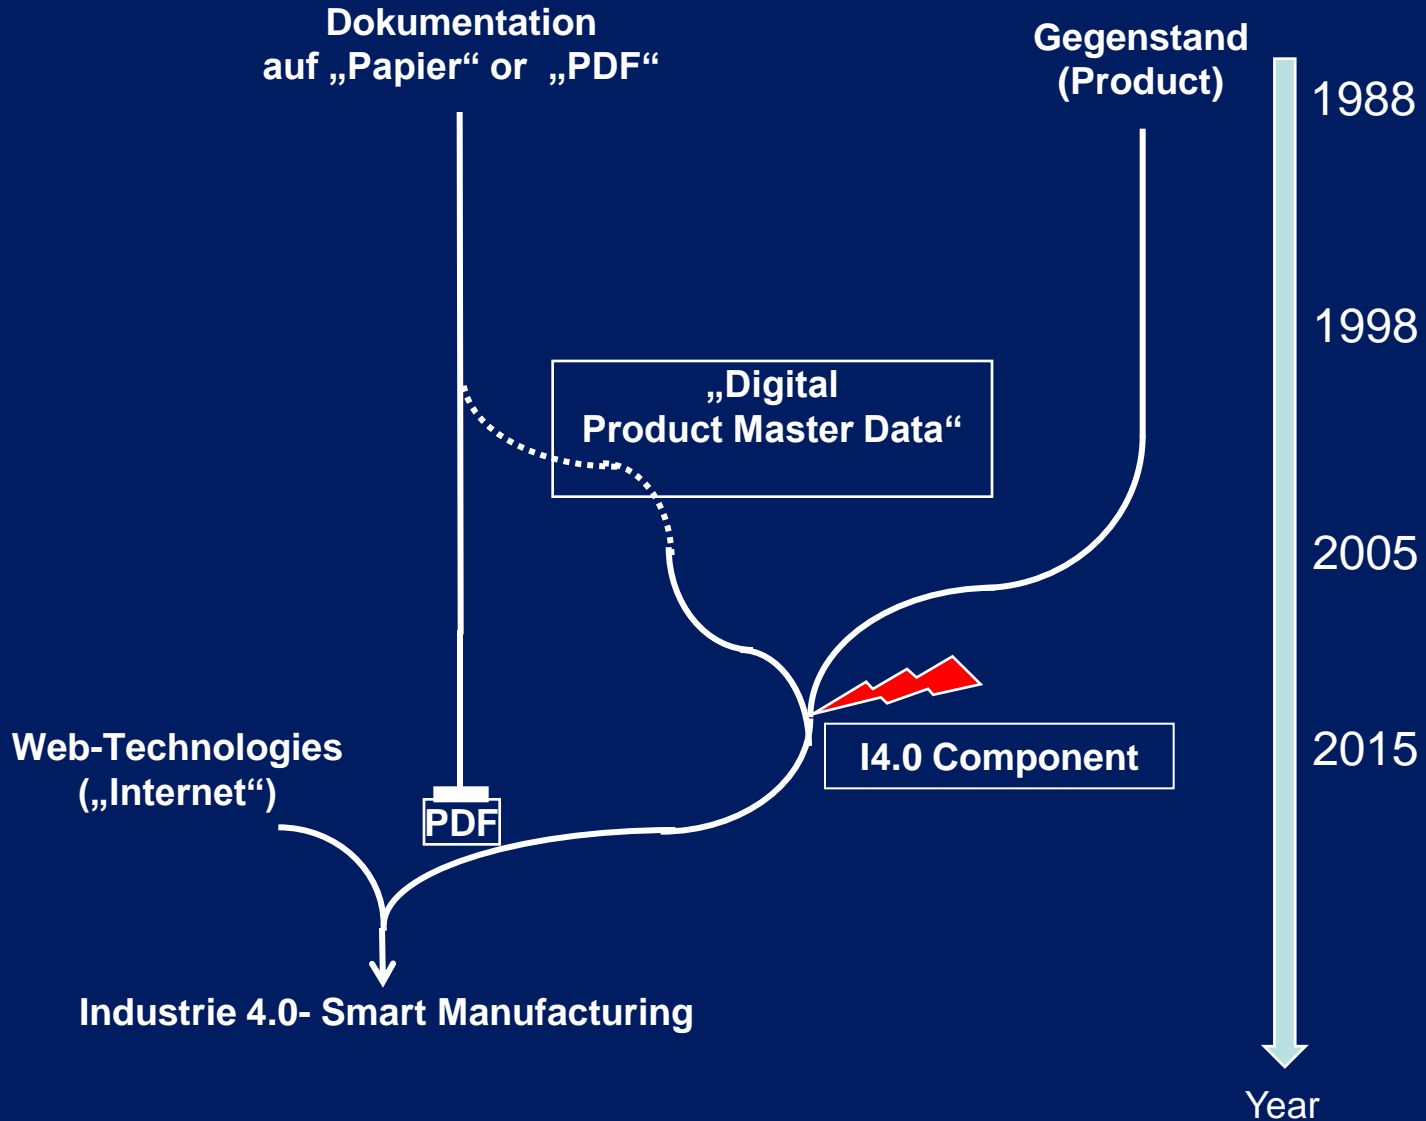 Dokumentation
auf „Papier“ or „PDF“
Gegenstand
(Product)
1988
1998
„Digital
Product Master Data“
2005
I4.0 Component
2015
Web-Technologies
(„Internet“)
PDF
Industrie 4.0- Smart Manufacturing
Year